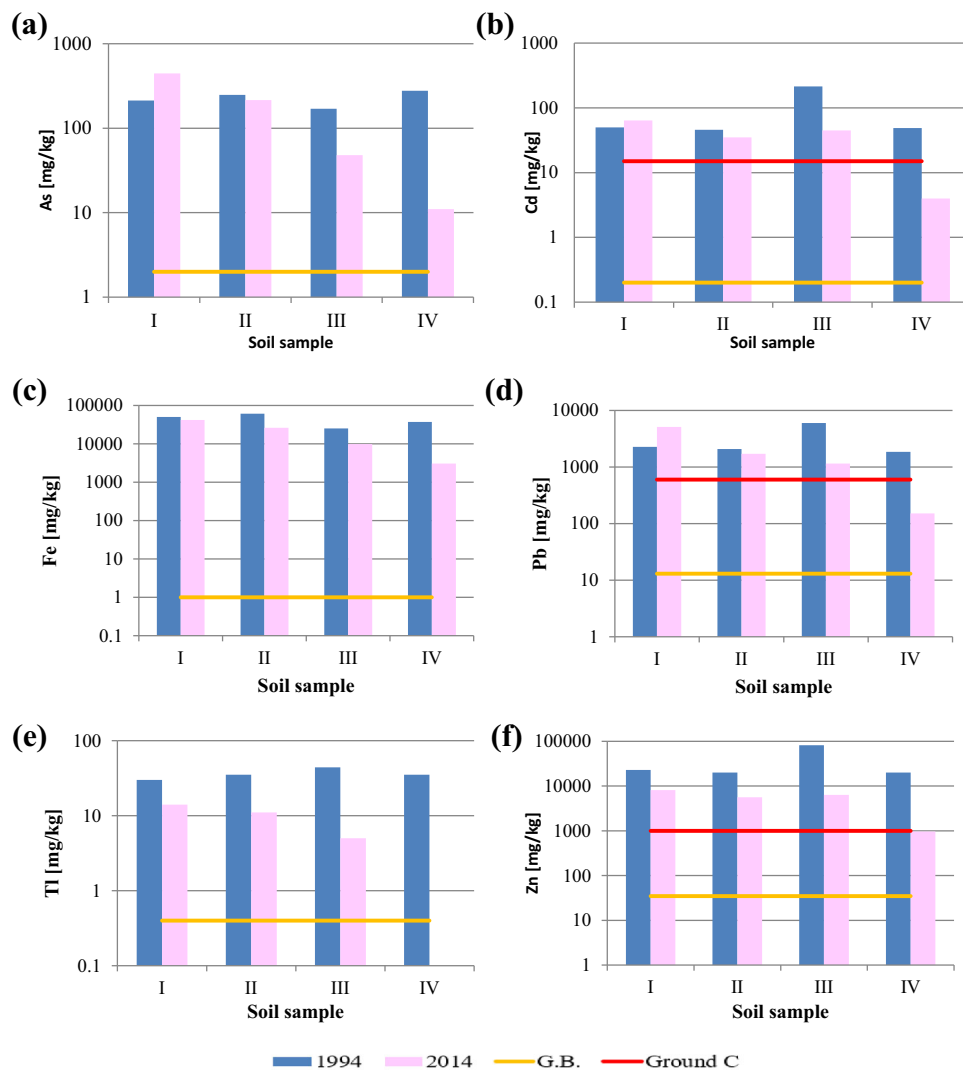 (a)
1000
100
10
1
As [mg/kg]
I II III IV
Soil sample
(b)
1000
100
10
1
0.1
Cd [mg/kg]
I II III IV
Soil sample
(c)
100000
10000
1000
100
10
1
0.1
Fe [mg/kg]
I II III IV
Soil sample
(d)
10000
1000
100
10
1
Pb [mg/kg]
I II III IV
Soil sample
(e)
100
10
1
0.1
Tl [mg/kg]
I II III IV
Soil sample
(f)
100000
10000
1000
100
10
1
Zn [mg/kg]
I II III IV
Soil sample
1994 2014 G.B. Ground C